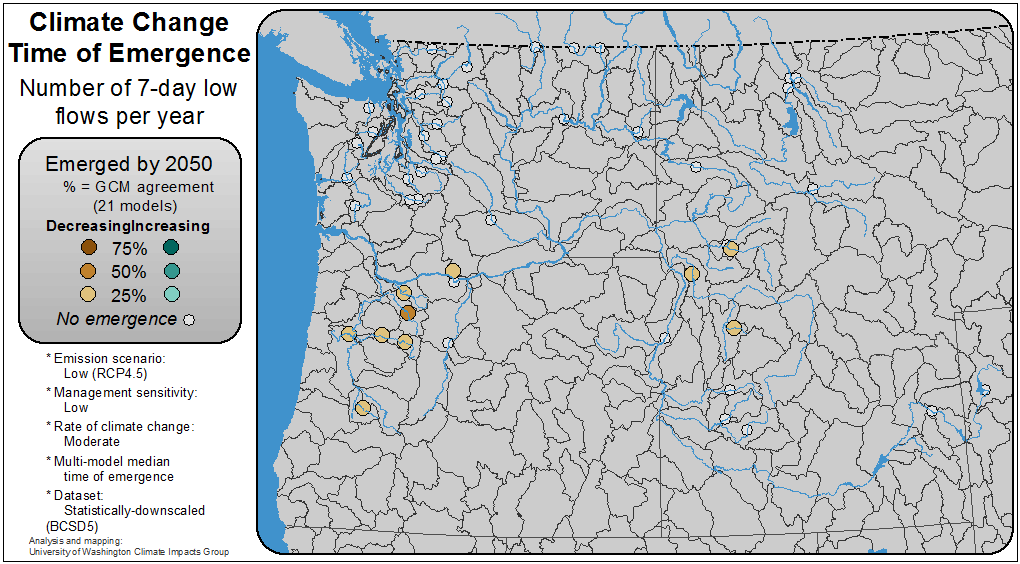 Climate Change
Time of Emergence
Number of 7-day low
flows per year
Emerged by 2050
% = GCM agreement
(21 models)
DecreasingIncreasing
75%
50%
25%
No emergence
* Emission scenario:
Low (RCP4.5)
* Management sensitivity:
Low
* Rate of climate change:
Moderate
* Multi-model median
time of emergence
* Dataset:
Statistically-downscaled
(BCSD5)
Analysis and mapping:
University of Washington Climate Impacts Group